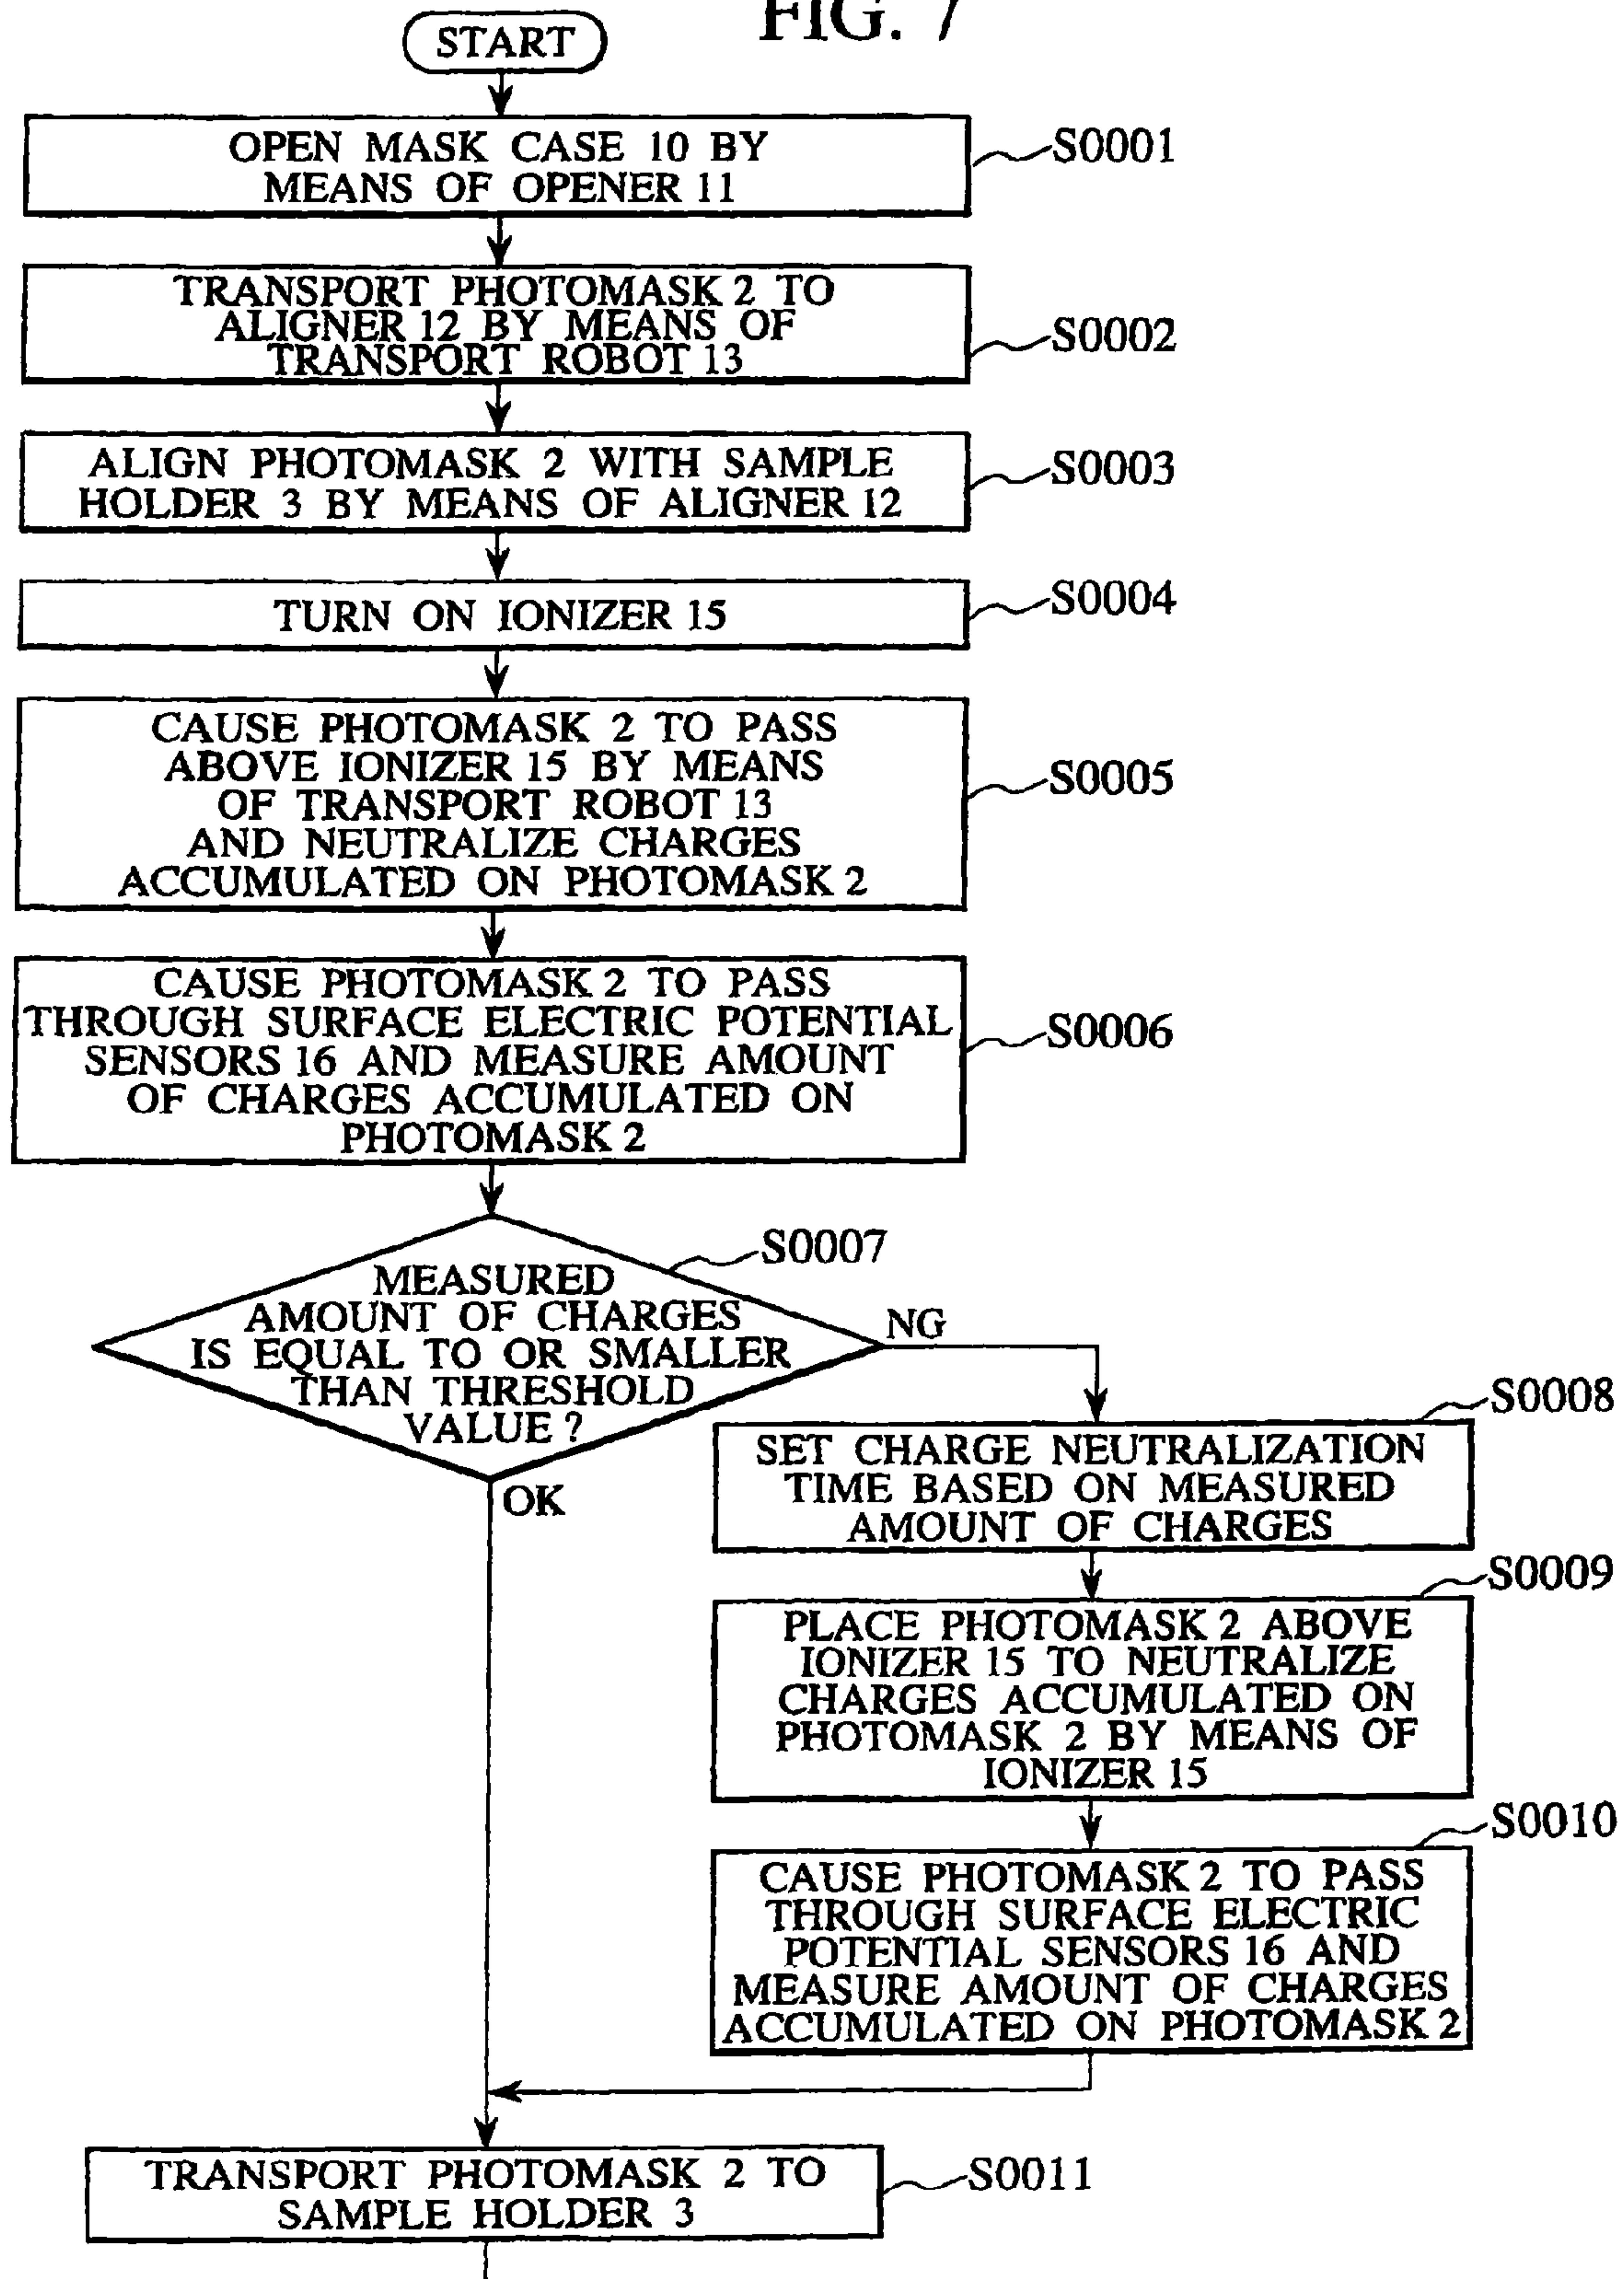 FIG. 7
START
OPEN MASK CASE 10 BY
MEANS OF OPENER 11
S0001
TRANSPORT PHOTOMASK 2 TO
ALIGNER 12 BY MEANS OF
TRANSPORT ROBOT 13
S0002
ALIGN PHOTOMASK 2 WITH SAMPLE
HOLDER 3 BY MEANS OF ALIGNER 12
S0003
TURN ON IONIZER 15
S0004
CAUSE PHOTOMASK 2 TO PASS
ABOVE IONIZER 15 BY MEANS
OF TRANSPORT ROBOT 13
AND NEUTRALIZE CHARGES
ACCUMULATED ON PHOTOMASK 2
S0005
CAUSE PHOTOMASK 2 TO PASS
THROUGH SURFACE ELECTRIC POTENTIAL
SENSORS 16 AND MEASURE AMOUNT
OF CHARGES ACCUMULATED ON
PHOTOMASK 2
S0006
MEASURED
AMOUNT OF CHARGES
IS EQUAL TO OR SMALLER
THAN THRESHOLD
VALUE ?
S0007
NG
OK
SET CHARGE NEUTRALIZATION
TIME BASED ON MEASURED
AMOUNT OF CHARGES
S0008
PLACE PHOTOMASK 2 ABOVE
IONIZER 15 TO NEUTRALIZE
CHARGES ACCUMULATED ON
PHOTOMASK 2 BY MEANS OF
IONIZER 15
S0009
CAUSE PHOTOMASK 2 TO PASS
THROUGH SURFACE ELECTRIC
POTENTIAL SENSORS 16 AND
MEASURE AMOUNT OF CHARGES
ACCUMULATED ON PHOTOMASK 2
S0010
TRANSPORT PHOTOMASK 2 TO
SAMPLE HOLDER 3
S0011